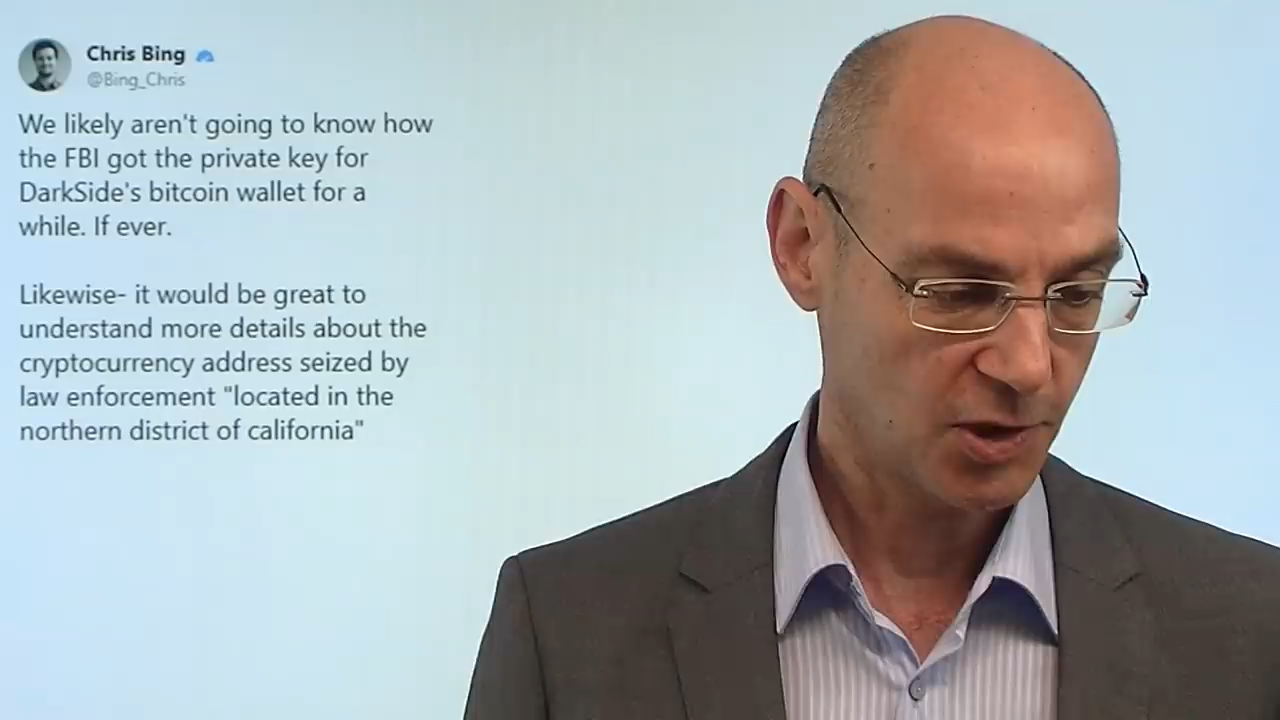 Chris Bing
@Bing_Chris
We likely aren't going to know how
the FBI got the private key for
DarkSide's bitcoin wallet for a
while. If ever.
Likewise- it would be great to
understand more details about the
cryptocurrency address seized by
law enforcement "located in the
northern district of california"